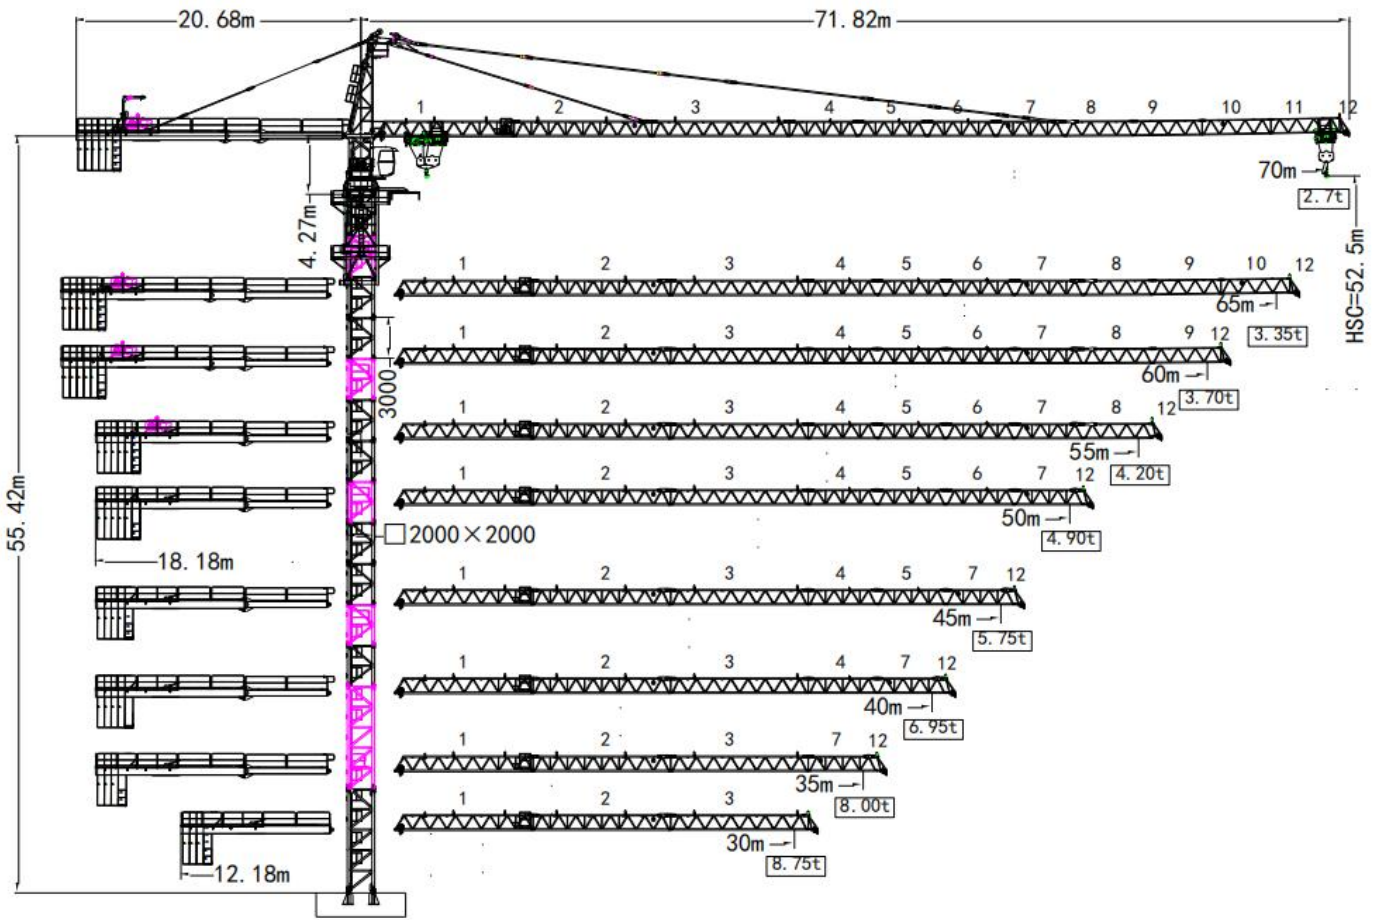 20.68m 71.82m
1 2 3 4 5 6 7 8 9 10 11 12
70m
2.7t
4.27m
HSC=52.5m
1 2 3 4 5 6 7 8 9 10 12
65m
3.35t
1 2 3 4 5 6 7 8 9 12
60m
3.70t
3000
1 2 3 4 5 6 7 8 12
55m
4.20t
1 2 3 4 5 6 7 12
50m
4.90t
55.42m
□2000×2000
18.18m
1 2 3 4 5 7 12
45m
5.75t
1 2 3 4 7 12
40m
6.95t
1 2 3 7 12
35m
8.00t
1 2 3
30m
8.75t
12.18m